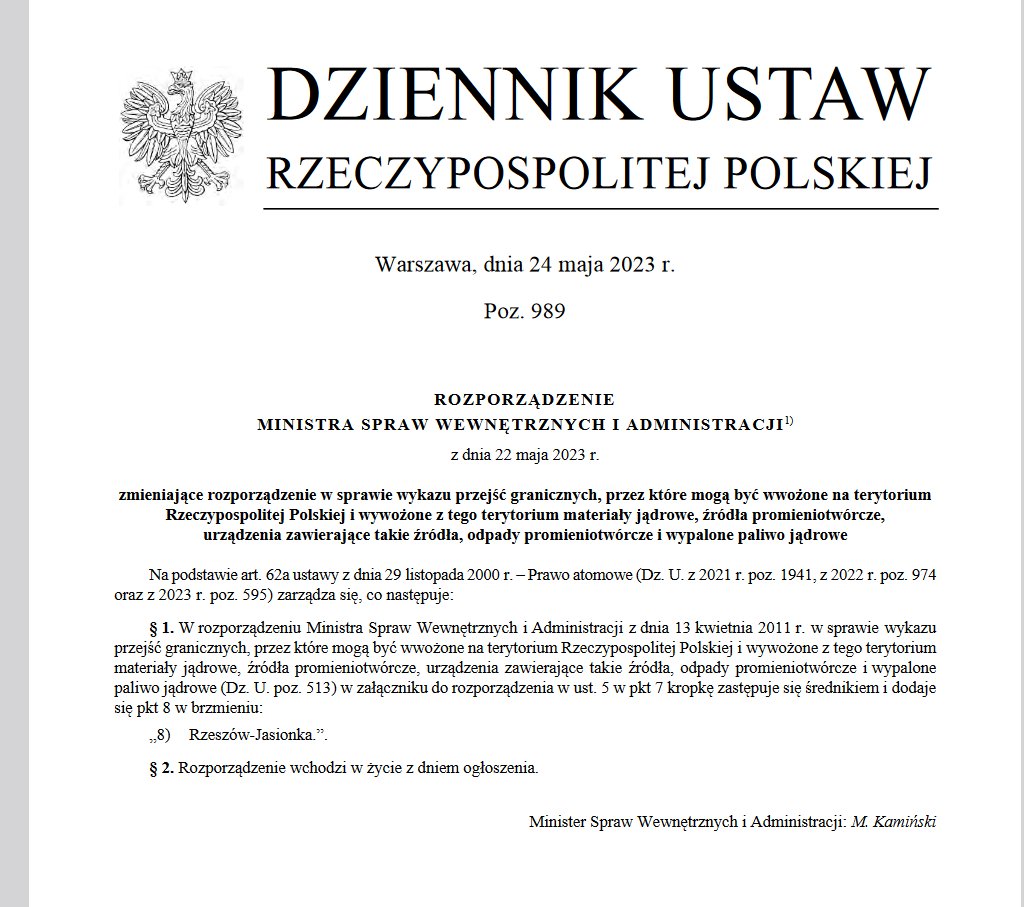 DZIENNIK USTAW
RZECZYPOSPOLITEJ POLSKIEJ
Warszawa, dnia 24 maja 2023 r.
Poz. 989
ROZPORZĄDZENIE
MINISTRA SPRAW WEWNĘTRZNYCH I ADMINISTRACJI¹⁾
z dnia 22 maja 2023 r.
zmieniające rozporządzenie w sprawie wykazu przejść granicznych, przez które mogą być wwożone na terytorium
Rzeczypospolitej Polskiej i wywożone z tego terytorium materiały jądrowe, źródła promieniotwórcze,
urządzenia zawierające takie źródła, odpady promieniotwórcze i wypalone paliwo jądrowe
Na podstawie art. 62a ustawy z dnia 29 listopada 2000 r. – Prawo atomowe (Dz. U. z 2021 r. poz. 1941, z 2022 r. poz. 974
oraz z 2023 r. poz. 595) zarządza się, co następuje:
§ 1. W rozporządzeniu Ministra Spraw Wewnętrznych i Administracji z dnia 13 kwietnia 2011 r. w sprawie wykazu
przejść granicznych, przez które mogą być wwożone na terytorium Rzeczypospolitej Polskiej i wywożone z tego terytorium
materiały jądrowe, źródła promieniotwórcze, urządzenia zawierające takie źródła, odpady promieniotwórcze i wypalone
paliwo jądrowe (Dz. U. poz. 513) w załączniku do rozporządzenia w ust. 5 w pkt 7 kropkę zastępuje się średnikiem i dodaje
się pkt 8 w brzmieniu:
„8) Rzeszów-Jasionka.”.
§ 2. Rozporządzenie wchodzi w życie z dniem ogłoszenia.
Minister Spraw Wewnętrznych i Administracji: M. Kamiński